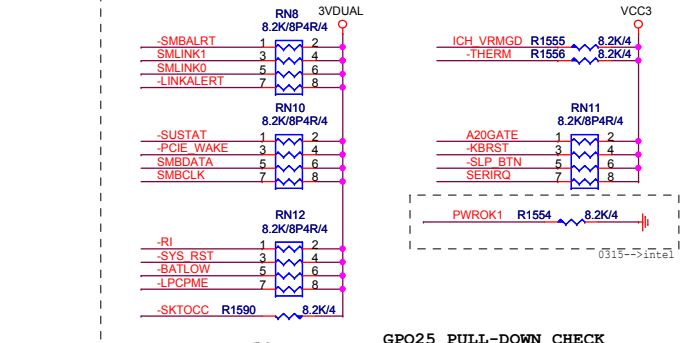 RN8 3VDUAL
8.2K/8P4R/4
-SMBALRT 1 2
SMLINK1 3 4
SMLINK0 5 6
-LINKALERT 7 8
RN10
8.2K/8P4R/4
-SUSTAT 1 2
-PCIE_WAKE 3 4
SMBDATA 5 6
SMBCLK 7 8
RN12
8.2K/8P4R/4
-RI 1 2
-SYS_RST 3 4
-BATLOW 5 6
-LPCPME 7 8
-SKTOCC R1590 8.2K/4
VCC3
ICH_VRMGD R1555 8.2K/4
-THERM R1556 8.2K/4
RN11
8.2K/8P4R/4
A20GATE 1 2
-KBRST 3 4
-SLP_BTN 5 6
SERIRQ 7 8
PWROK1 R1554 8.2K/4
0315-->intel
GPO25 PULL-DOWN CHECK